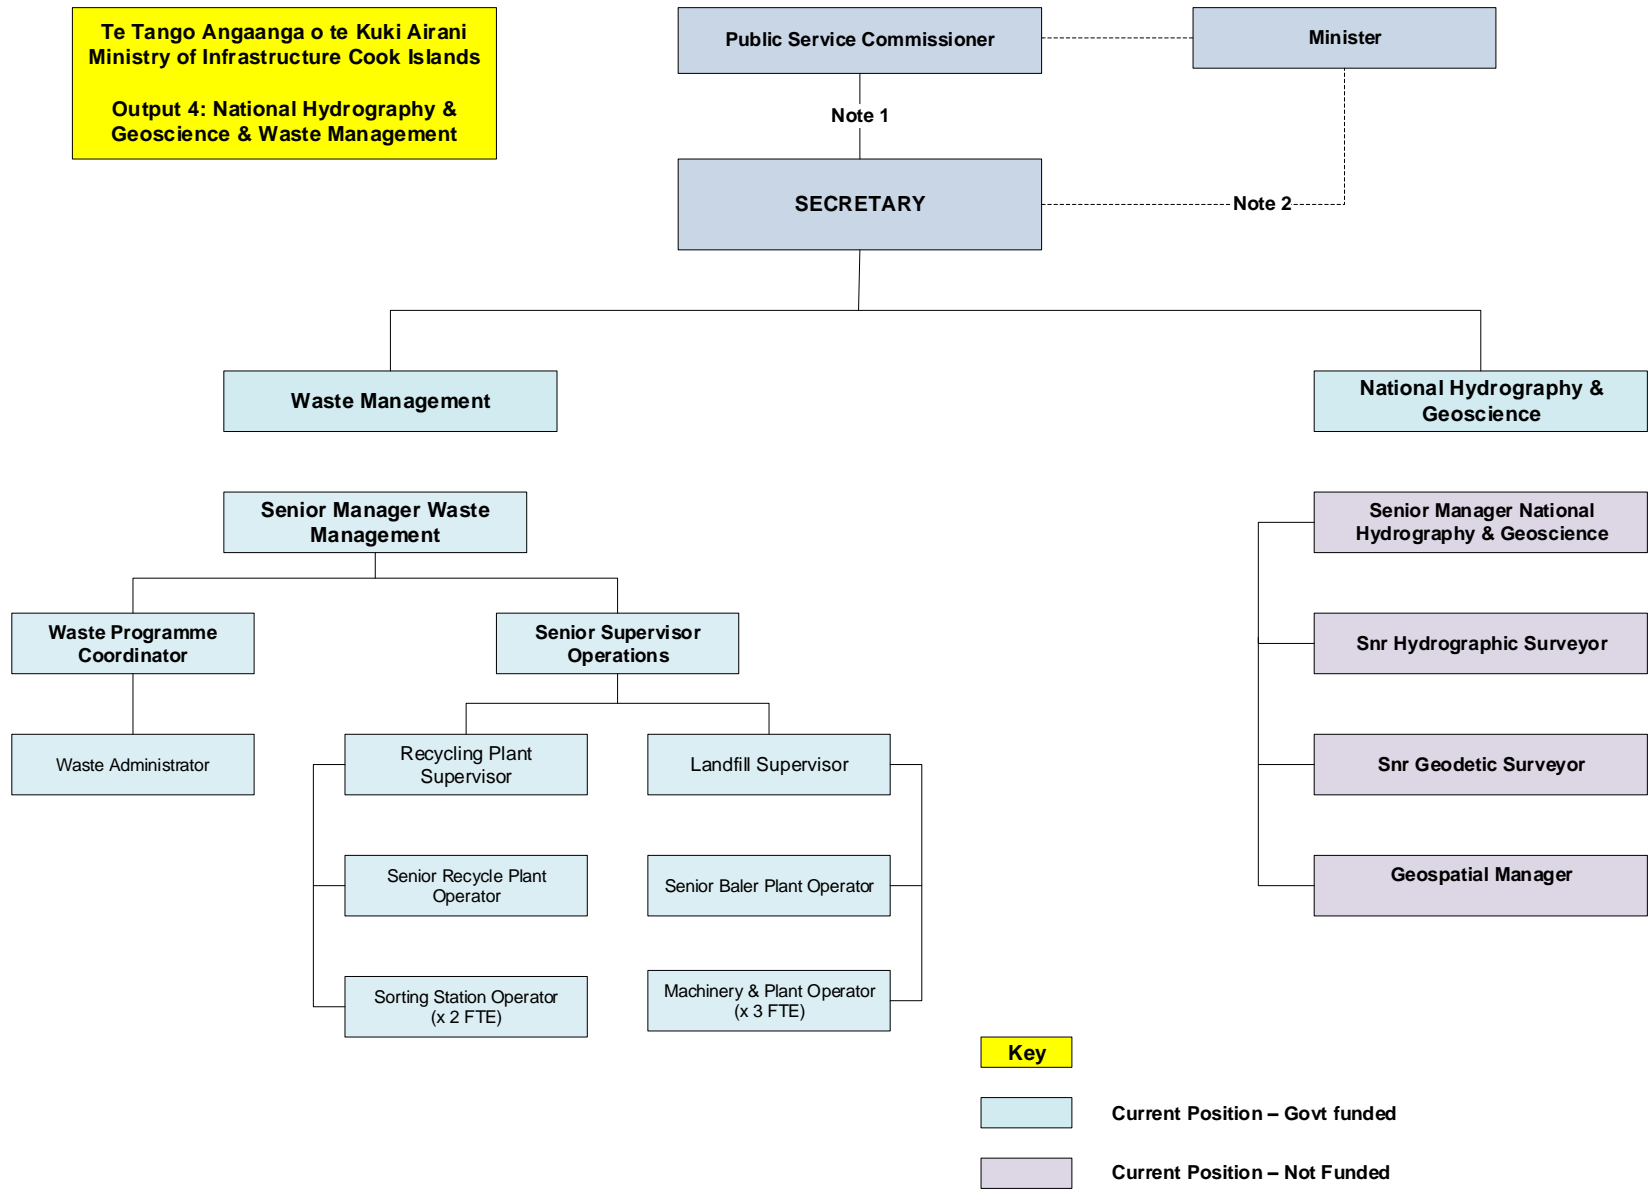 Te Tango Angaanga o te Kuki Airani
Ministry of Infrastructure Cook Islands
Output 4: National Hydrography &
Geoscience & Waste Management
Public Service Commissioner
Minister
Note 1
SECRETARY
Note 2
Waste Management
National Hydrography &
Geoscience
Senior Manager Waste
Management
Senior Manager National
Hydrography & Geoscience
Waste Programme
Coordinator
Senior Supervisor
Operations
Snr Hydrographic Surveyor
Waste Administrator
Recycling Plant
Supervisor
Landfill Supervisor
Snr Geodetic Surveyor
Senior Recycle Plant
Operator
Senior Baler Plant Operator
Geospatial Manager
Sorting Station Operator
(x 2 FTE)
Machinery & Plant Operator
(x 3 FTE)
Key
Current Position – Govt funded
Current Position – Not Funded